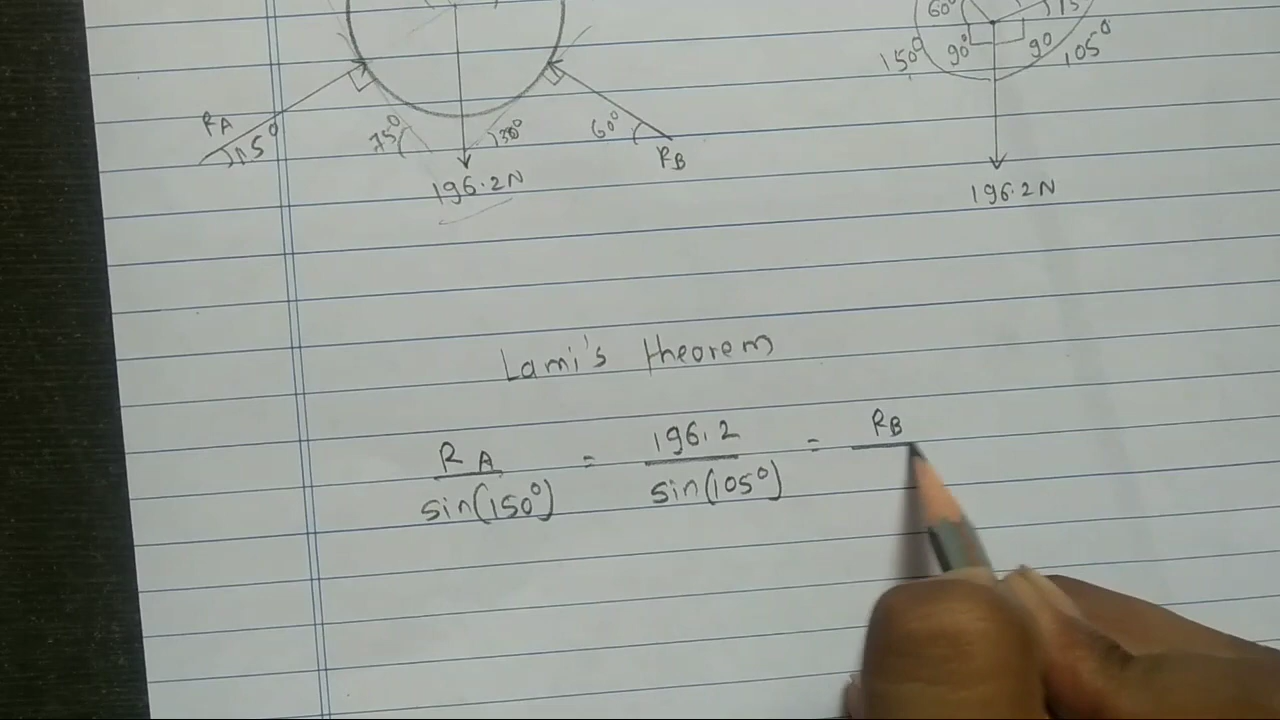 60° 15
150° 90° 90 105°
RA 15° 75° 30° 60° RB
196.2N 196.2N
Lami's theorem
RA / sin(150°) = 196.2 / sin(105°) = RB